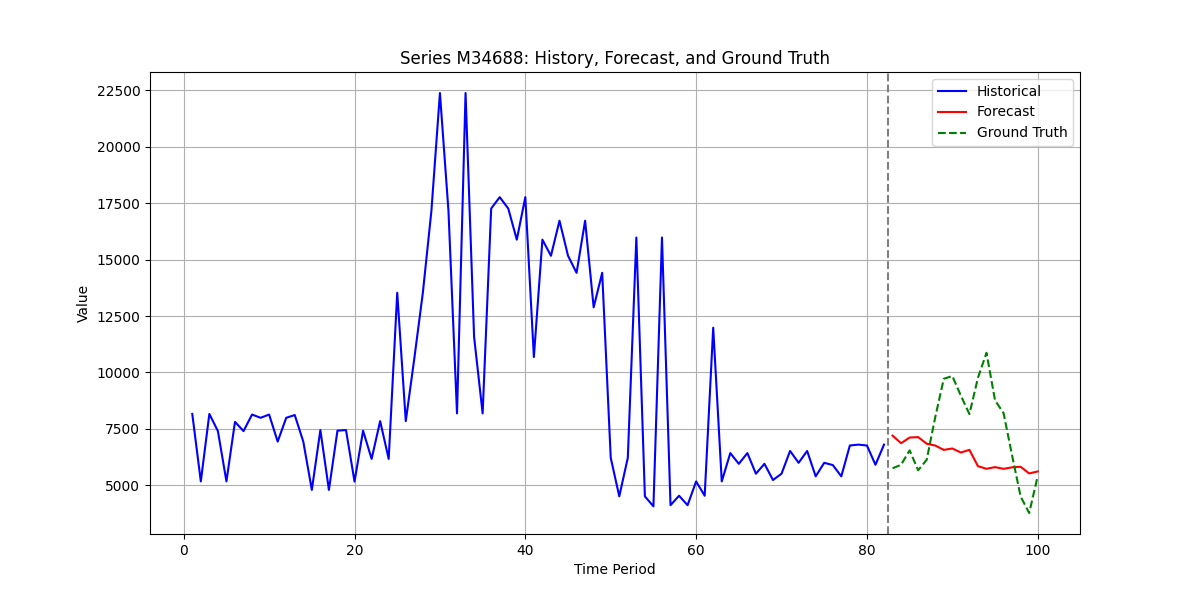 Series M34688: History, Forecast, and Ground Truth
Historical
Forecast
Ground Truth
22500
20000
17500
15000
12500
10000
7500
5000
Value
0 20 40 60 80 100
Time Period